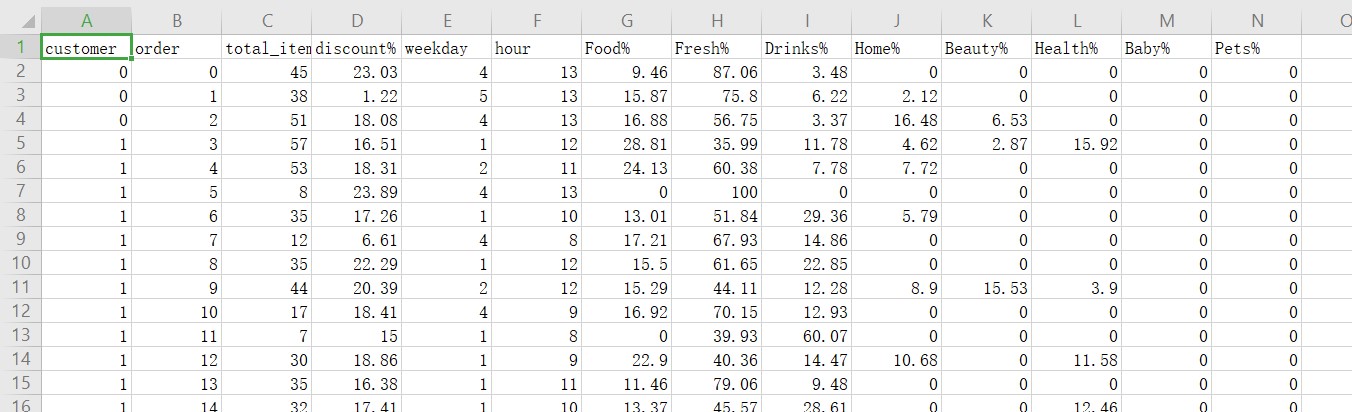 A B C D E F G H I J K L M N O
1 customer order total_item discount% weekday hour Food% Fresh% Drinks% Home% Beauty% Health% Baby% Pets%
2 0 0 45 23.03 4 13 9.46 87.06 3.48 0 0 0 0 0
3 0 1 38 1.22 5 13 15.87 75.8 6.22 2.12 0 0 0 0
4 0 2 51 18.08 4 13 16.88 56.75 3.37 16.48 6.53 0 0 0
5 1 3 57 16.51 1 12 28.81 35.99 11.78 4.62 2.87 15.92 0 0
6 1 4 53 18.31 2 11 24.13 60.38 7.78 7.72 0 0 0 0
7 1 5 8 23.89 4 13 0 100 0 0 0 0 0 0
8 1 6 35 17.26 1 10 13.01 51.84 29.36 5.79 0 0 0 0
9 1 7 12 6.61 4 8 17.21 67.93 14.86 0 0 0 0 0
10 1 8 35 22.29 1 12 15.5 61.65 22.85 0 0 0 0 0
11 1 9 44 20.39 2 12 15.29 44.11 12.28 8.9 15.53 3.9 0 0
12 1 10 17 18.41 4 9 16.92 70.15 12.93 0 0 0 0 0
13 1 11 7 15 1 8 0 39.93 60.07 0 0 0 0 0
14 1 12 30 18.86 1 9 22.9 40.36 14.47 10.68 0 11.58 0 0
15 1 13 35 16.38 1 11 11.46 79.06 9.48 0 0 0 0 0
16 1 14 32 17.41 1 10 13.37 45.57 28.61 0 0 12.46 0 0